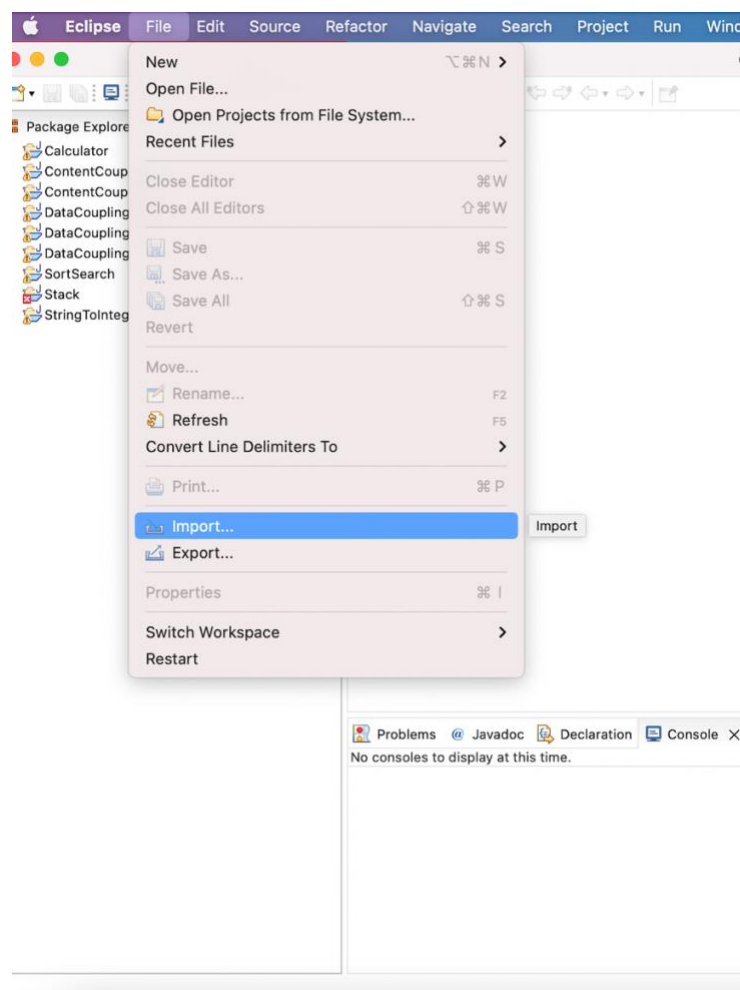 Eclipse File Edit Source Refactor Navigate Search Project Run Wind
New ⌥⌘N
Open File...
Open Projects from File System...
Recent Files
Close Editor ⌘W
Close All Editors ⇧⌘W
Save ⌘ S
Save As...
Save All ⇧⌘ S
Revert
Move...
Rename... F2
Refresh F5
Convert Line Delimiters To
Print... ⌘ P
Import...
Import
Export...
Properties ⌘ I
Switch Workspace
Restart
Package Explore
Calculator
ContentCoup
ContentCoup
DataCoupling
DataCoupling
DataCoupling
SortSearch
Stack
StringToInteg
Problems @ Javadoc Declaration Console
No consoles to display at this time.